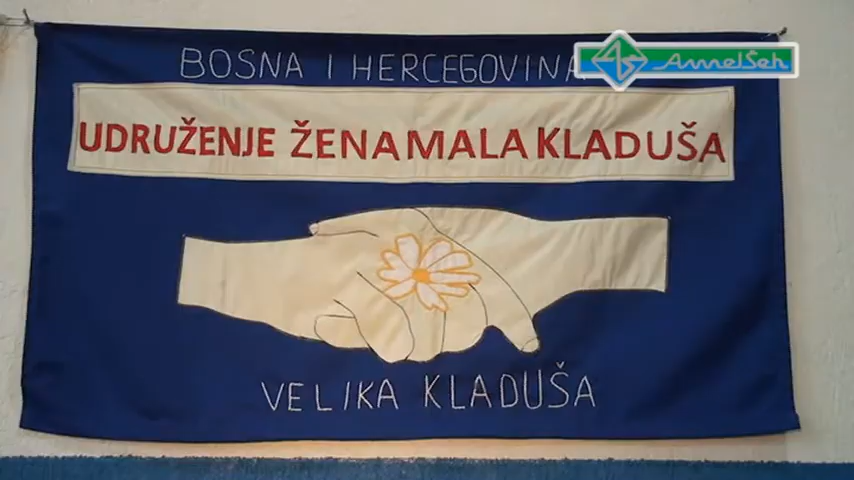 BOSNA I HERCEGOVINA
AmelŠeh
UDRUŽENJE ŽENA MALA KLADUŠA
VELIKA KLADUŠA